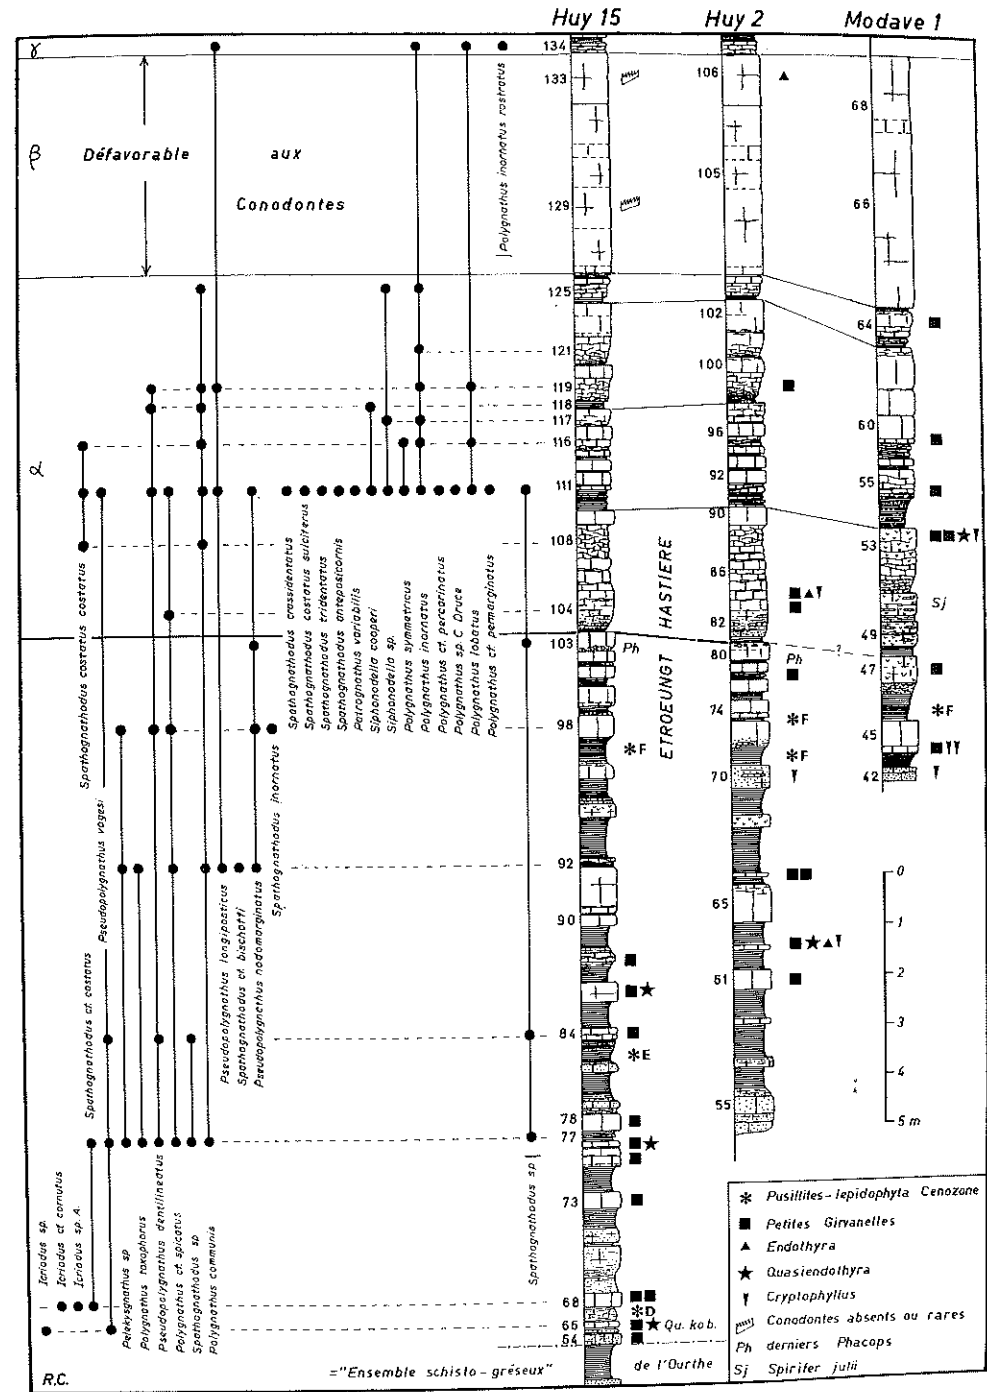 Huy 15
Huy 2
Modave 1
γ
β
α
Défavorable
aux
Conodontes
Polygnathus inornatus rostratus
134
133
129
125
121
119
118
117
116
111
108
104
103
98
92
90
84
78
77
73
68
65
54
106
105
102
100
96
92
90
86
82
80
74
70
65
61
55
68
66
64
60
55
53
49
47
45
42
Spathognathodus costatus costatus
Pseudopolygnathus vogesi
Spathognathodus crassidentatus
Spathognathodus costatus sulciferus
Spathognathodus tridentatus
Spathognathodus anteposicornis
Patrognathus variabilis
Siphonodella cooperi
Siphonodella sp.
Polygnathus symmetricus
Polygnathus inornatus
Polygnathus cf. percarinatus
Polygnathus sp. C Druce
Polygnathus lobatus
Polygnathus cf. permarginatus
Spathognathodus inornatus
Spathognathodus cf. costatus
Pseudopolygnathus longiposticus
Spathognathodus cf. bischoffi
Pseudopolygnethus nodomarginatus
Icriodus sp.
Icriodus cf cornutus
Icriodus sp. A.
Pelekysgnathus sp
Polygnathus toxophorus
Pseudopolygnathus dentilineatus
Polygnathus cf. spicatus
Spathognathodus sp
Polygnathus communis
Spathognathodus sp
HASTIERE
ETROEUNGT
Ph
Ph
Sj
?
F
F
F
F
E
D
Qu. kob.
0
1
2
3
4
5 m
Pusillites-lepidophyta Cenozone
Petites Girvanelles
Endothyra
Quasiendothyra
Cryptophyllus
Conodontes absents ou rares
Ph derniers Phacops
Sj Spirifer julii
R.C.
="Ensemble schisto-gréseux" de l'Ourthe